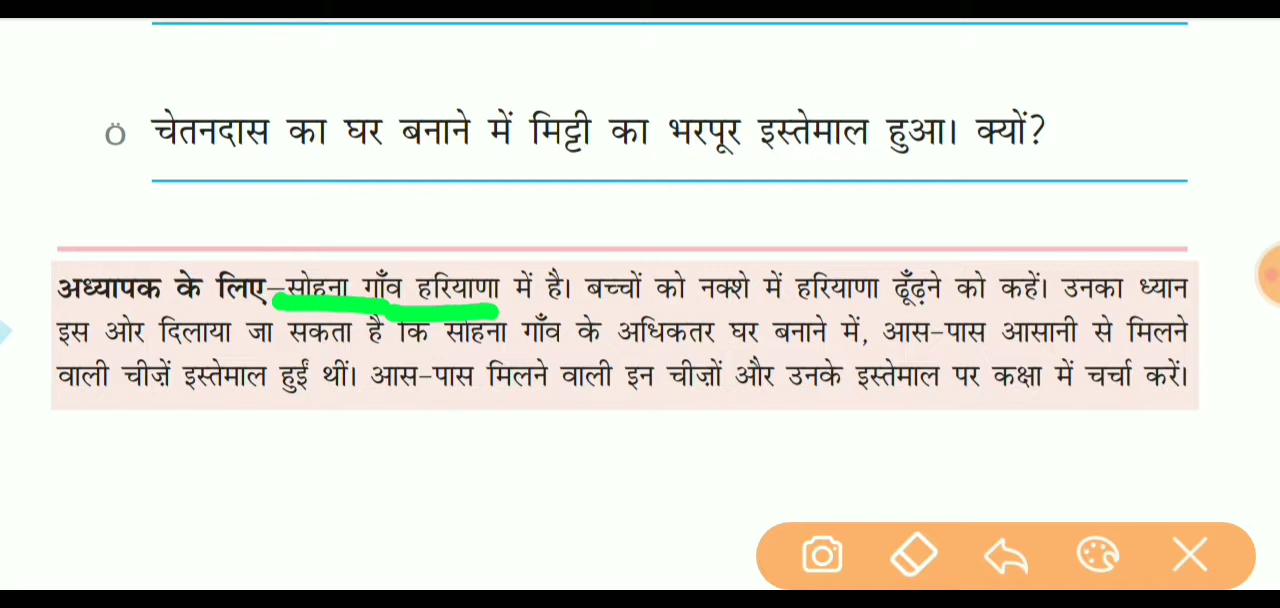 चेतनदास का घर बनाने में मिट्टी का भरपूर इस्तेमाल हुआ। क्यों?
अध्यापक के लिए–सोहना गाँव हरियाणा में है। बच्चों को नक्शे में हरियाणा ढूँढ़ने को कहें। उनका ध्यान
इस ओर दिलाया जा सकता है कि सोहना गाँव के अधिकतर घर बनाने में, आस-पास आसानी से मिलने
वाली चीज़ें इस्तेमाल हुईं थीं। आस-पास मिलने वाली इन चीज़ों और उनके इस्तेमाल पर कक्षा में चर्चा करें।